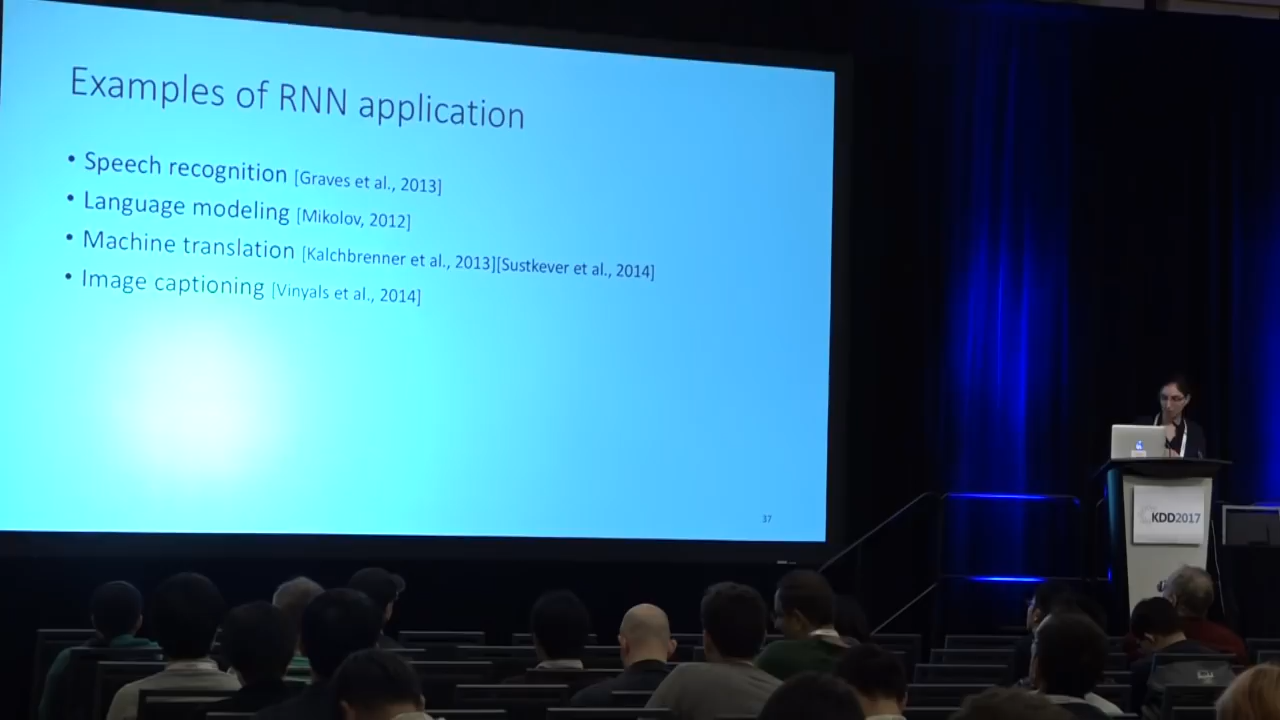 Examples of RNN application
• Speech recognition [Graves et al., 2013]
• Language modeling [Mikolov, 2012]
• Machine translation [Kalchbrenner et al., 2013][Sustkever et al., 2014]
• Image captioning [Vinyals et al., 2014]
37
KDD2017